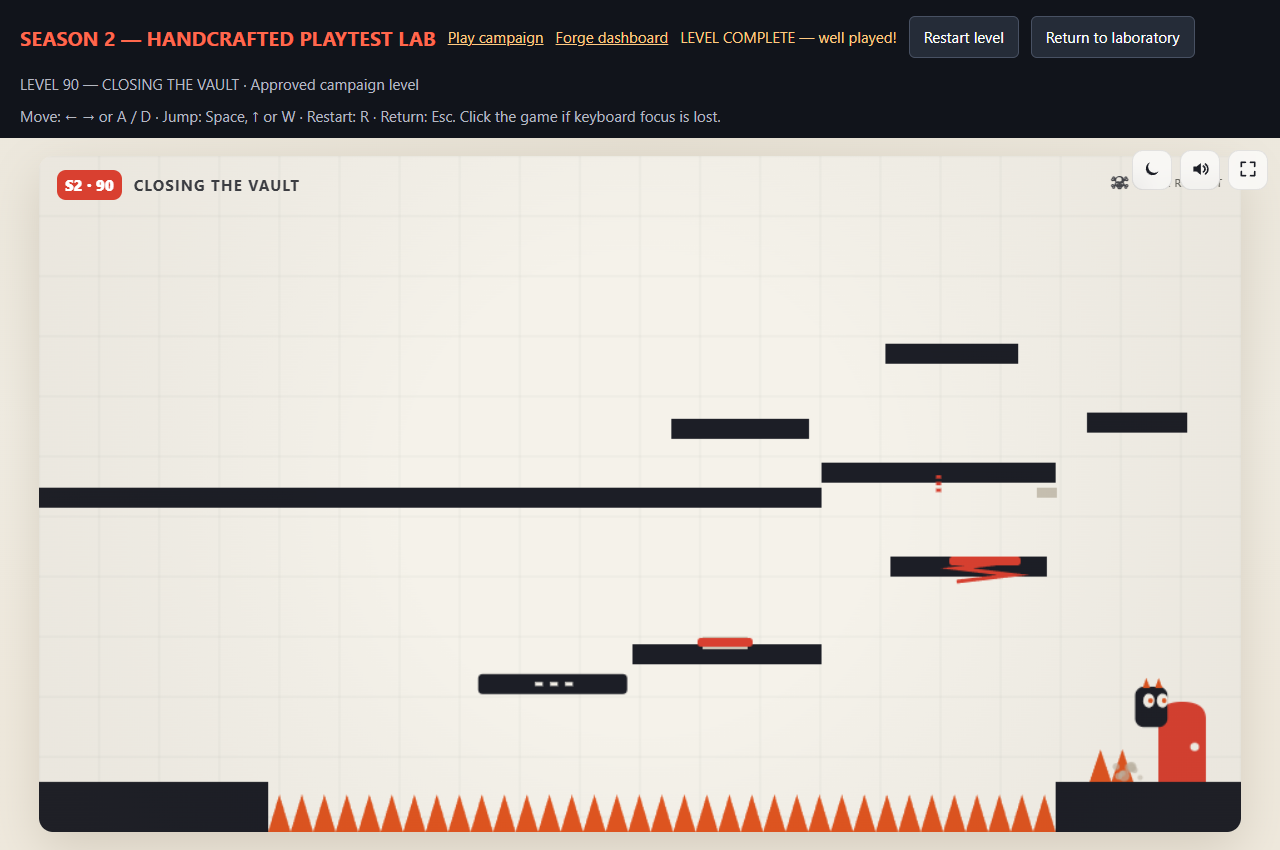 SEASON 2 — HANDCRAFTED PLAYTEST LAB Play campaign Forge dashboard LEVEL COMPLETE — well played! Restart level Return to laboratory
LEVEL 90 — CLOSING THE VAULT · Approved campaign level
Move: ← → or A / D · Jump: Space, ↑ or W · Restart: R · Return: Esc. Click the game if keyboard focus is lost.
S2 · 90 CLOSING THE VAULT